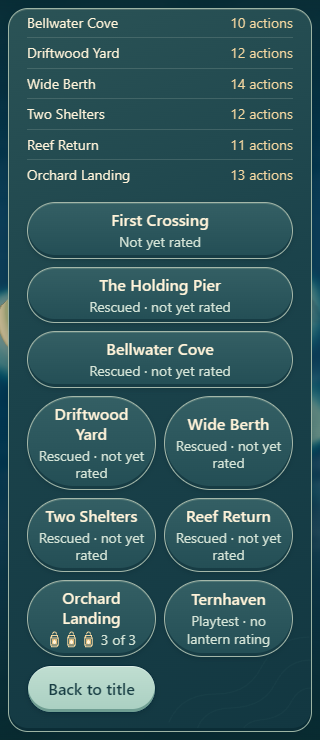 Bellwater Cove 10 actions
Driftwood Yard 12 actions
Wide Berth 14 actions
Two Shelters 12 actions
Reef Return 11 actions
Orchard Landing 13 actions
First Crossing
Not yet rated
The Holding Pier
Rescued · not yet rated
Bellwater Cove
Rescued · not yet rated
Driftwood
Yard
Rescued · not yet
rated
Wide Berth
Rescued · not yet
rated
Two Shelters
Rescued · not yet
rated
Reef Return
Rescued · not yet
rated
Orchard
Landing
3 of 3
Ternhaven
Playtest · no
lantern rating
Back to title